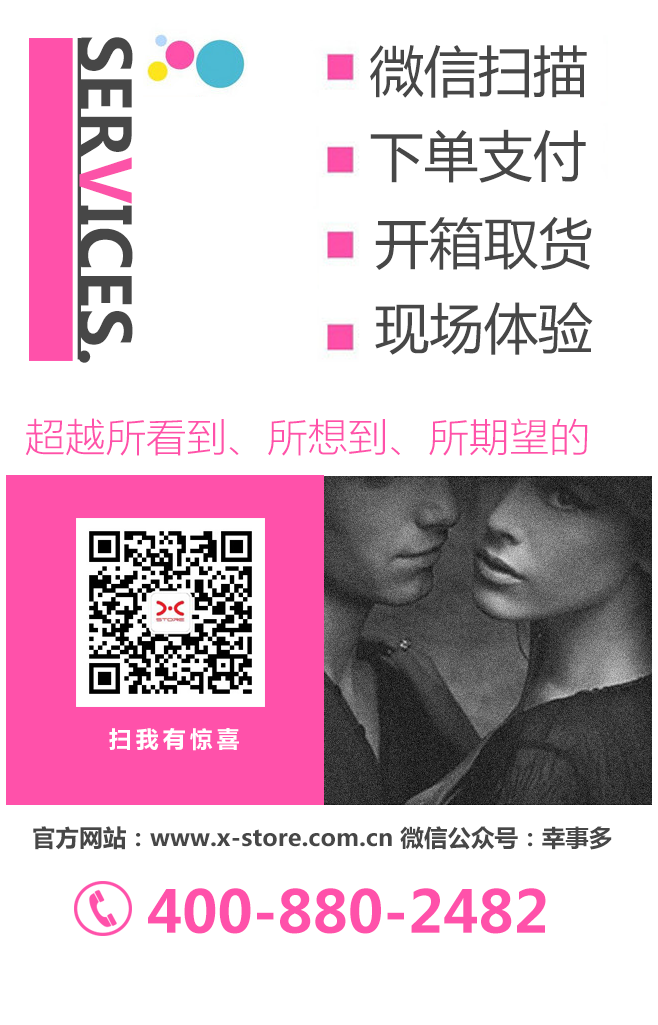 SERVICES.
微信扫描
下单支付
开箱取货
现场体验
超越所看到、所想到、所期望的
STORE
扫我有惊喜
官方网站：www.x-store.com.cn 微信公众号：幸事多
400-880-2482